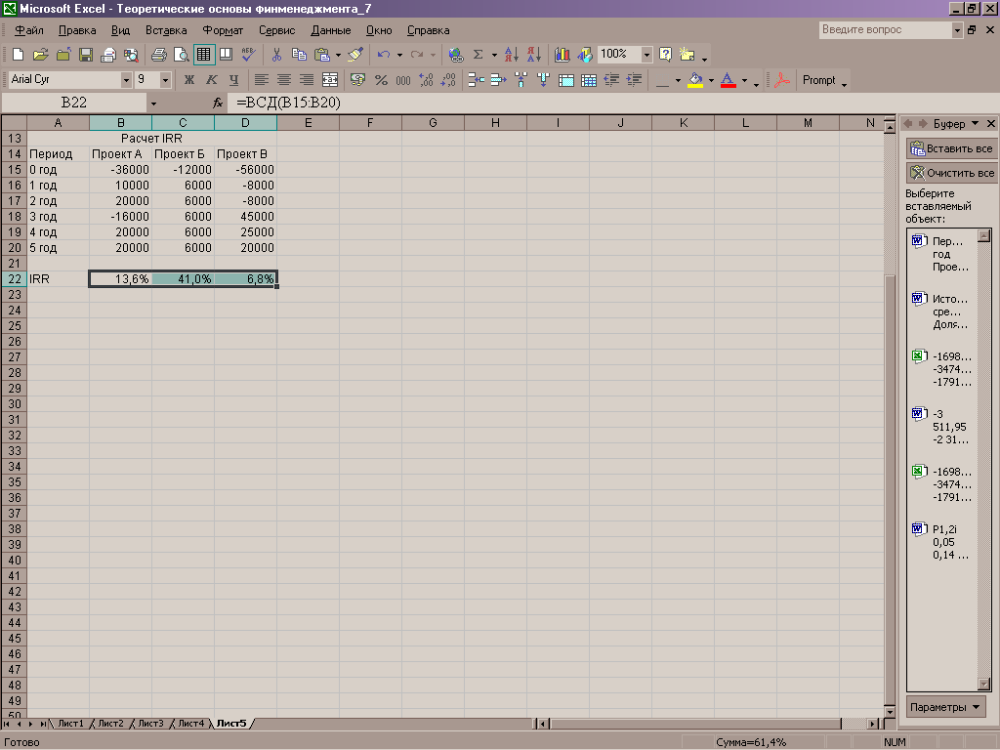 Microsoft Excel - Теоретические основы финменеджмента_7
Файл Правка Вид Вставка Формат Сервис Данные Окно Справка Введите вопрос
100%
Arial Cyr 9 Ж К Ч % 000 Prompt
B22 fx =ВСД(B15:B20)
A B C D E F G H I J K L M N
Буфер
13 Расчет IRR
14 Период Проект А Проект Б Проект В
15 0 год -36000 -12000 -56000
16 1 год 10000 6000 -8000
17 2 год 20000 6000 -8000
18 3 год -16000 6000 45000
19 4 год 20000 6000 25000
20 5 год 20000 6000 20000
21
22 IRR 13,6% 41,0% 6,8%
23
24
25
26
27
28
29
30
31
32
33
34
35
36
37
38
39
40
41
42
43
44
45
46
47
48
49
50
Вставить все
Очистить все
Выберите
вставляемый
объект:
Пер...
год
Прое...
Исто...
сре...
Доля...
-1698...
-3474...
-1791...
-3
511,95
-2 31...
-1698...
-3474...
-1791...
P1,2i
0,05
0,14 ...
Параметры
Лист1 Лист2 Лист3 Лист4 Лист5
Готово Сумма=61,4% NUM